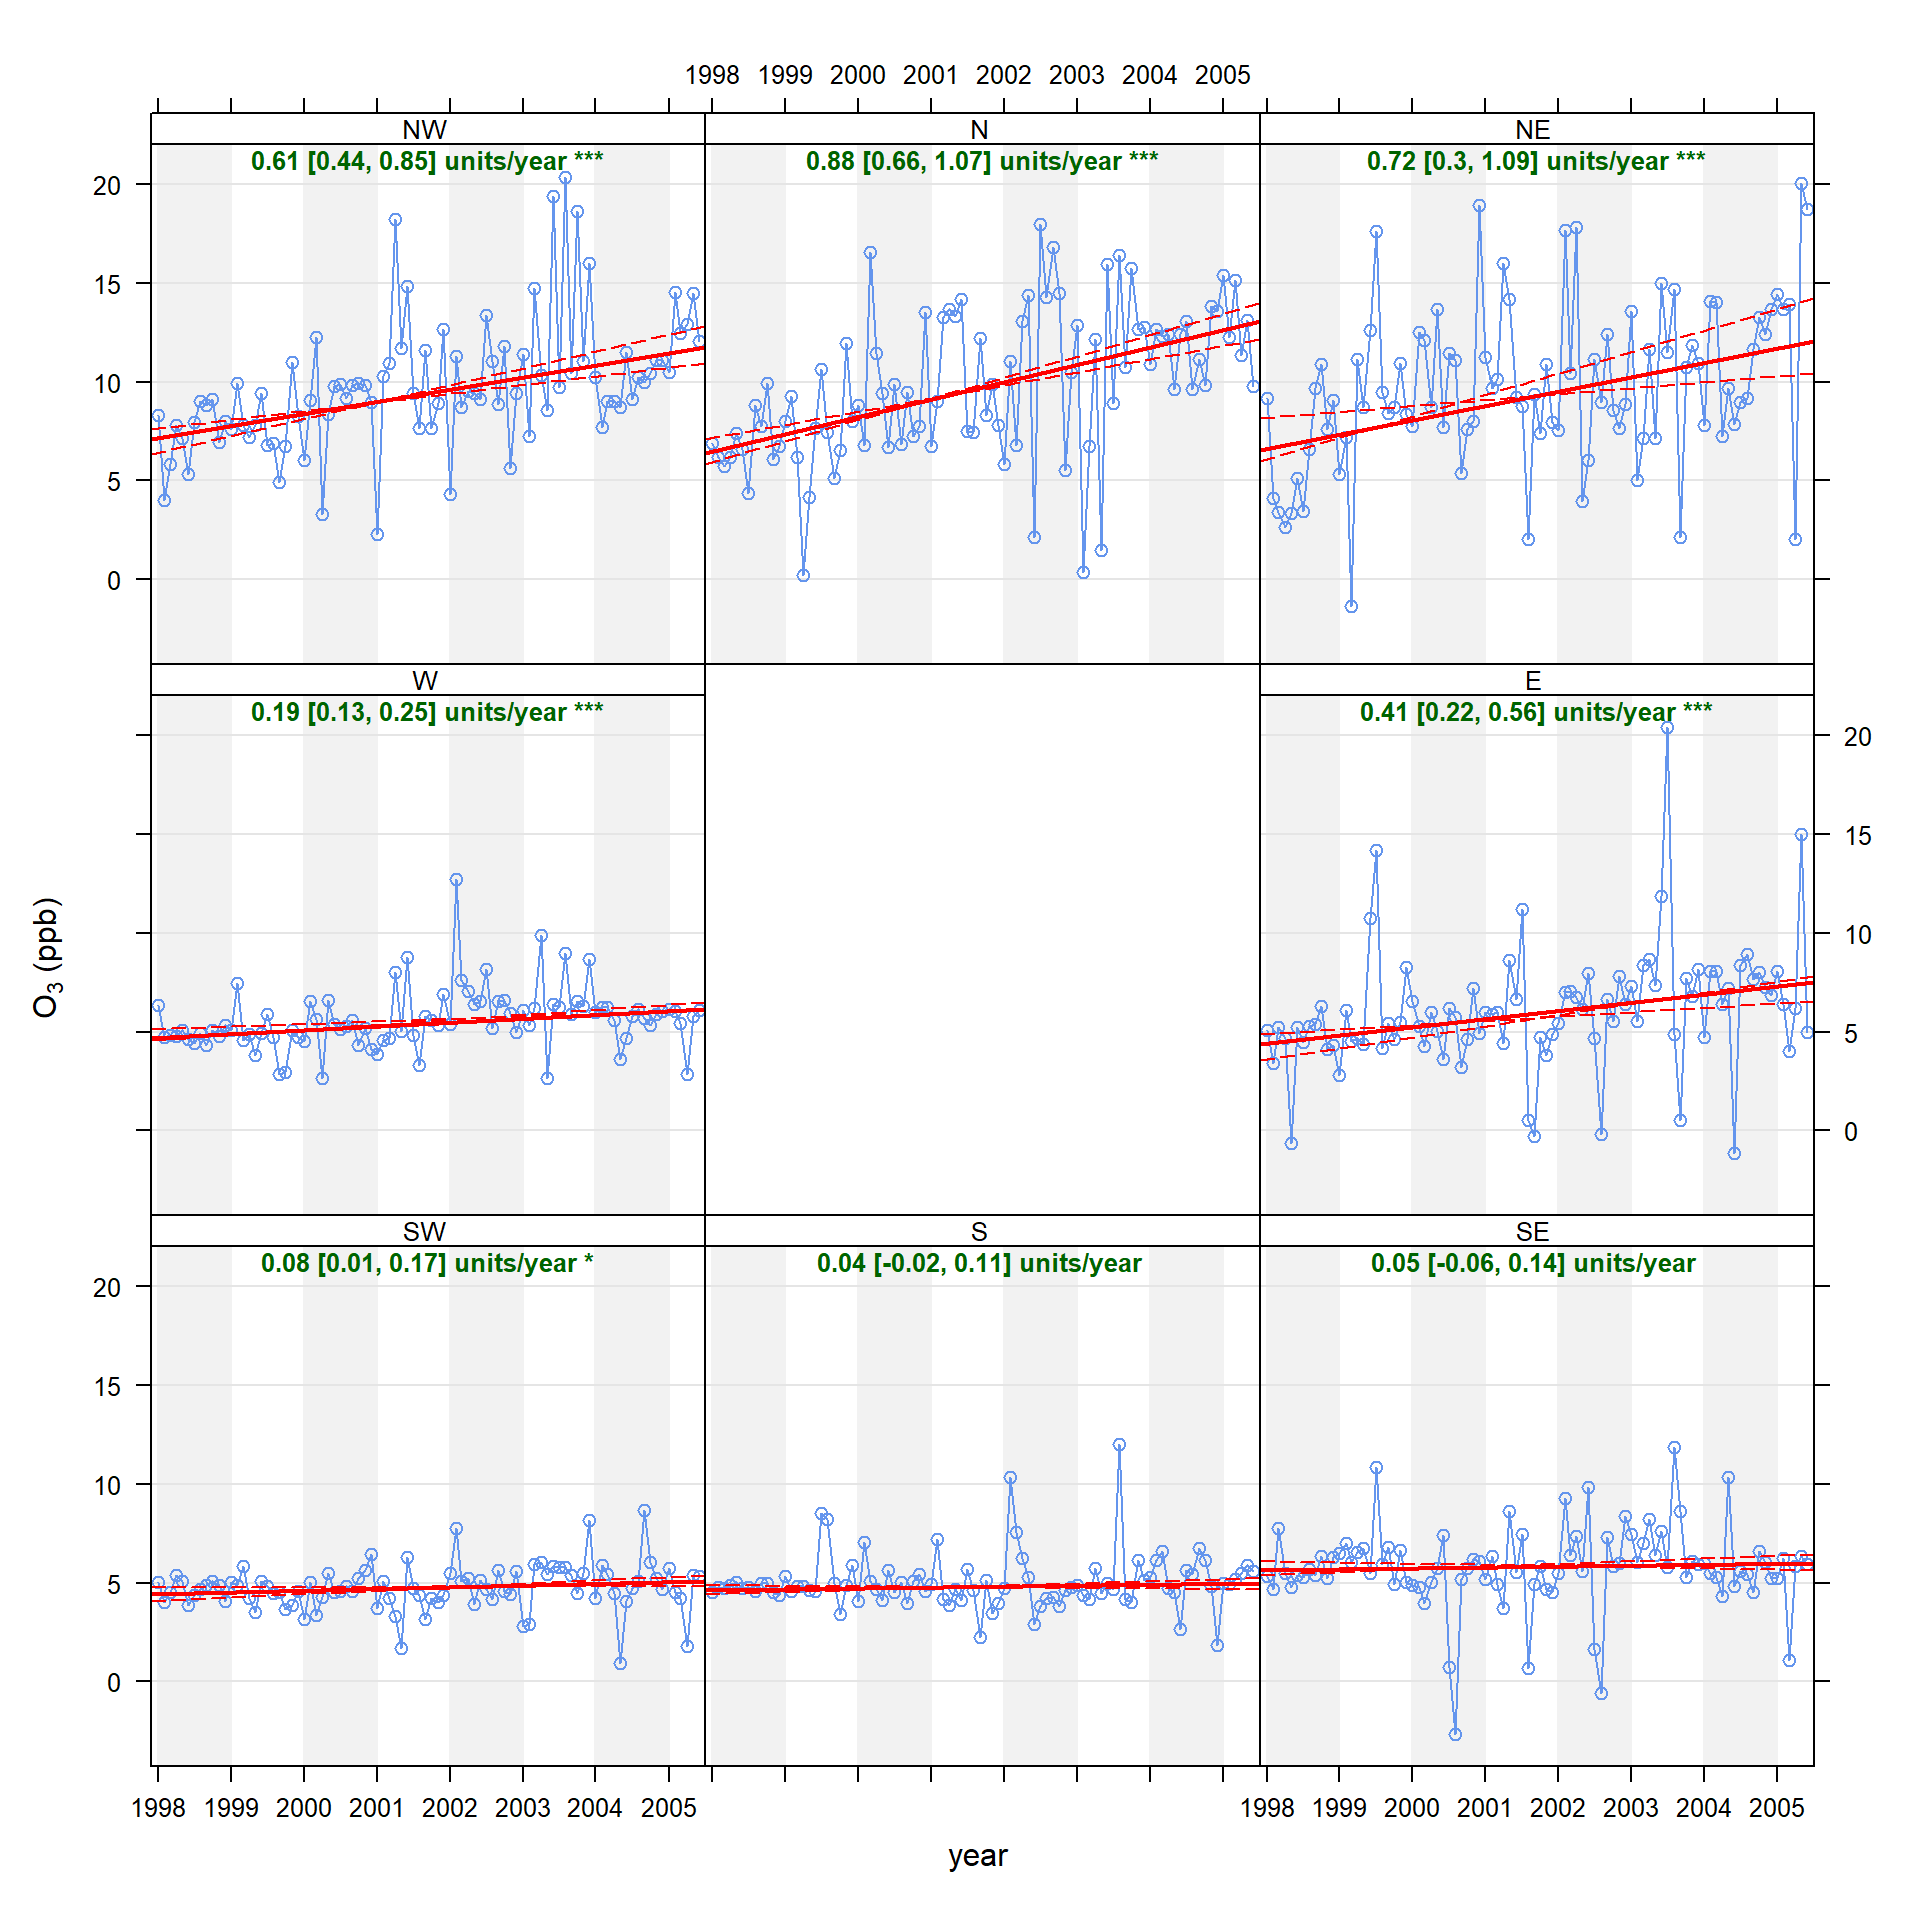 1998 1999 2000 2001 2002 2003 2004 2005
NW N NE
0.61 [0.44, 0.85] units/year *** 0.88 [0.66, 1.07] units/year *** 0.72 [0.3, 1.09] units/year ***
20
15
10
5
0
W E
0.19 [0.13, 0.25] units/year *** 0.41 [0.22, 0.56] units/year ***
20
15
10
5
0
O3 (ppb)
SW S SE
0.08 [0.01, 0.17] units/year * 0.04 [-0.02, 0.11] units/year 0.05 [-0.06, 0.14] units/year
20
15
10
5
0
1998 1999 2000 2001 2002 2003 2004 2005 1998 1999 2000 2001 2002 2003 2004 2005
year